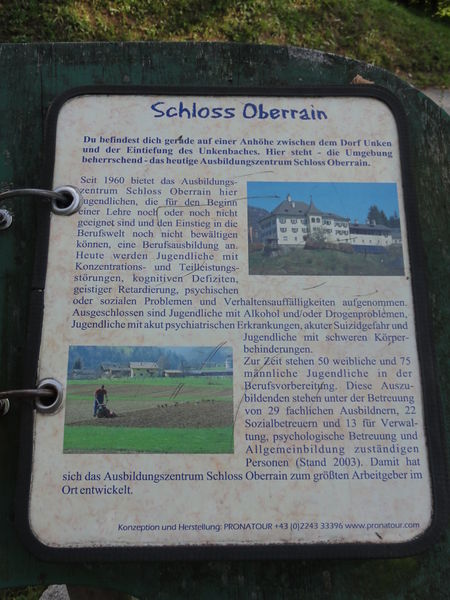 Schloss Oberrain
Du befindest dich gerade auf einer Anhöhe zwischen dem Dorf Unken
und der Eintiefung des Unkenbaches. Hier steht - die Umgebung
beherrschend - das heutige Ausbildungszentrum Schloss Oberrain.
Seit 1960 bietet das Ausbildungs-
zentrum Schloss Oberrain hier
Jugendlichen, die für den Beginn
einer Lehre noch oder noch nicht
geeignet sind und den Einstieg in die
Berufswelt noch nicht bewältigen
können, eine Berufsausbildung an.
Heute werden Jugendliche mit
Konzentrations- und Teilleistungs-
störungen, kognitiven Defiziten,
geistiger Retardierung, psychischen
oder sozialen Problemen und Verhaltensauffälligkeiten aufgenommen.
Ausgeschlossen sind Jugendliche mit Alkohol und/oder Drogenproblemen,
Jugendliche mit akut psychiatrischen Erkrankungen, akuter Suizidgefahr und
Jugendliche mit schweren Körper-
behinderungen.
Zur Zeit stehen 50 weibliche und 75
männliche Jugendliche in der
Berufsvorbereitung. Diese Auszu-
bildenden stehen unter der Betreuung
von 29 fachlichen Ausbildnern, 22
Sozialbetreuern und 13 für Verwal-
tung, psychologische Betreuung und
Allgemeinbildung zuständigen
Personen (Stand 2003). Damit hat
sich das Ausbildungszentrum Schloss Oberrain zum größten Arbeitgeber im
Ort entwickelt.
Konzeption und Herstellung: PRONATOUR +43 (0)2243 33396 www.pronatour.com